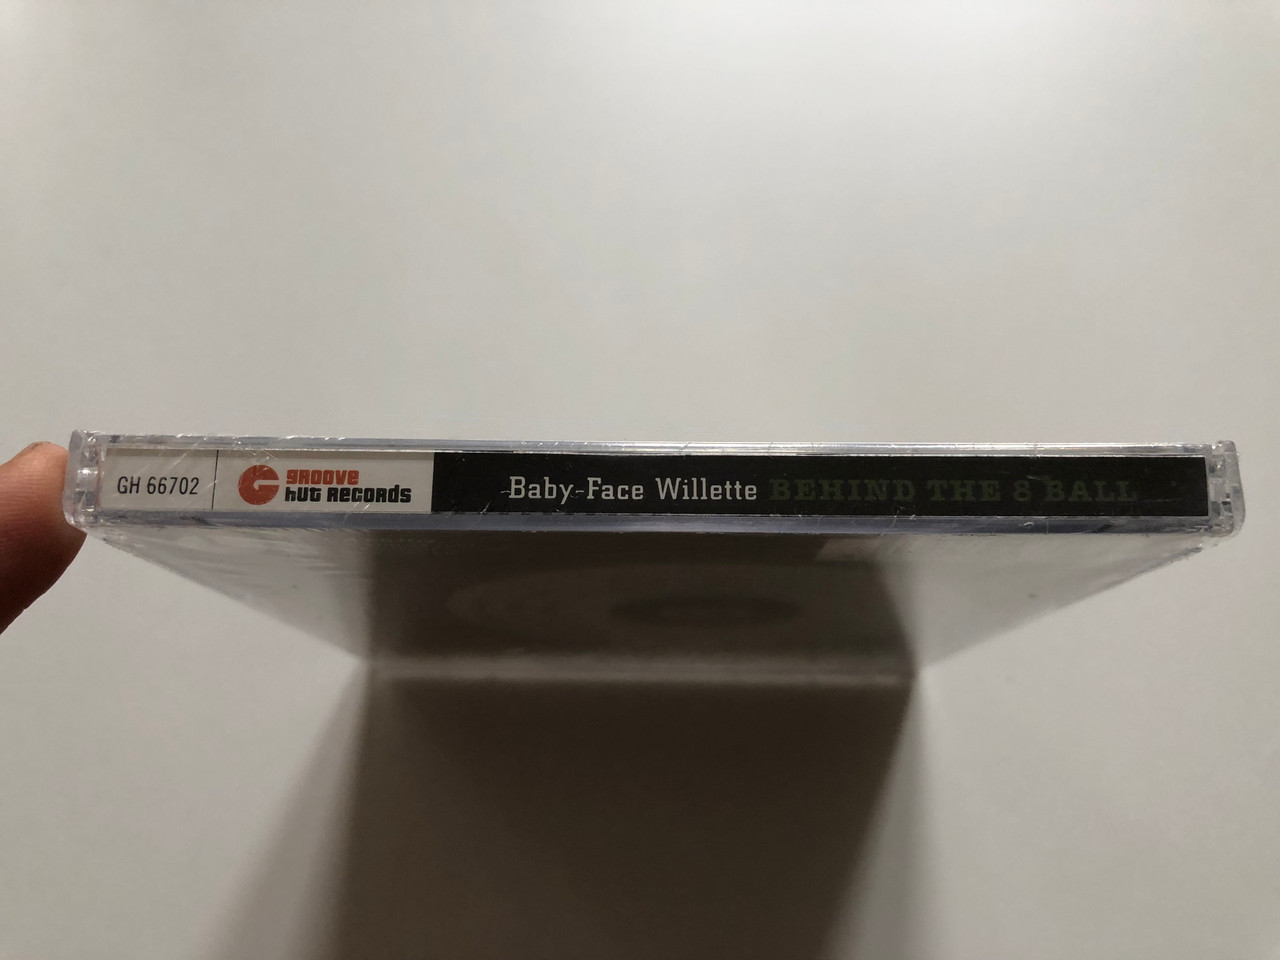 GH 66702
groove
hut RECORDS
Baby-Face Willette BEHIND THE 8 BALL